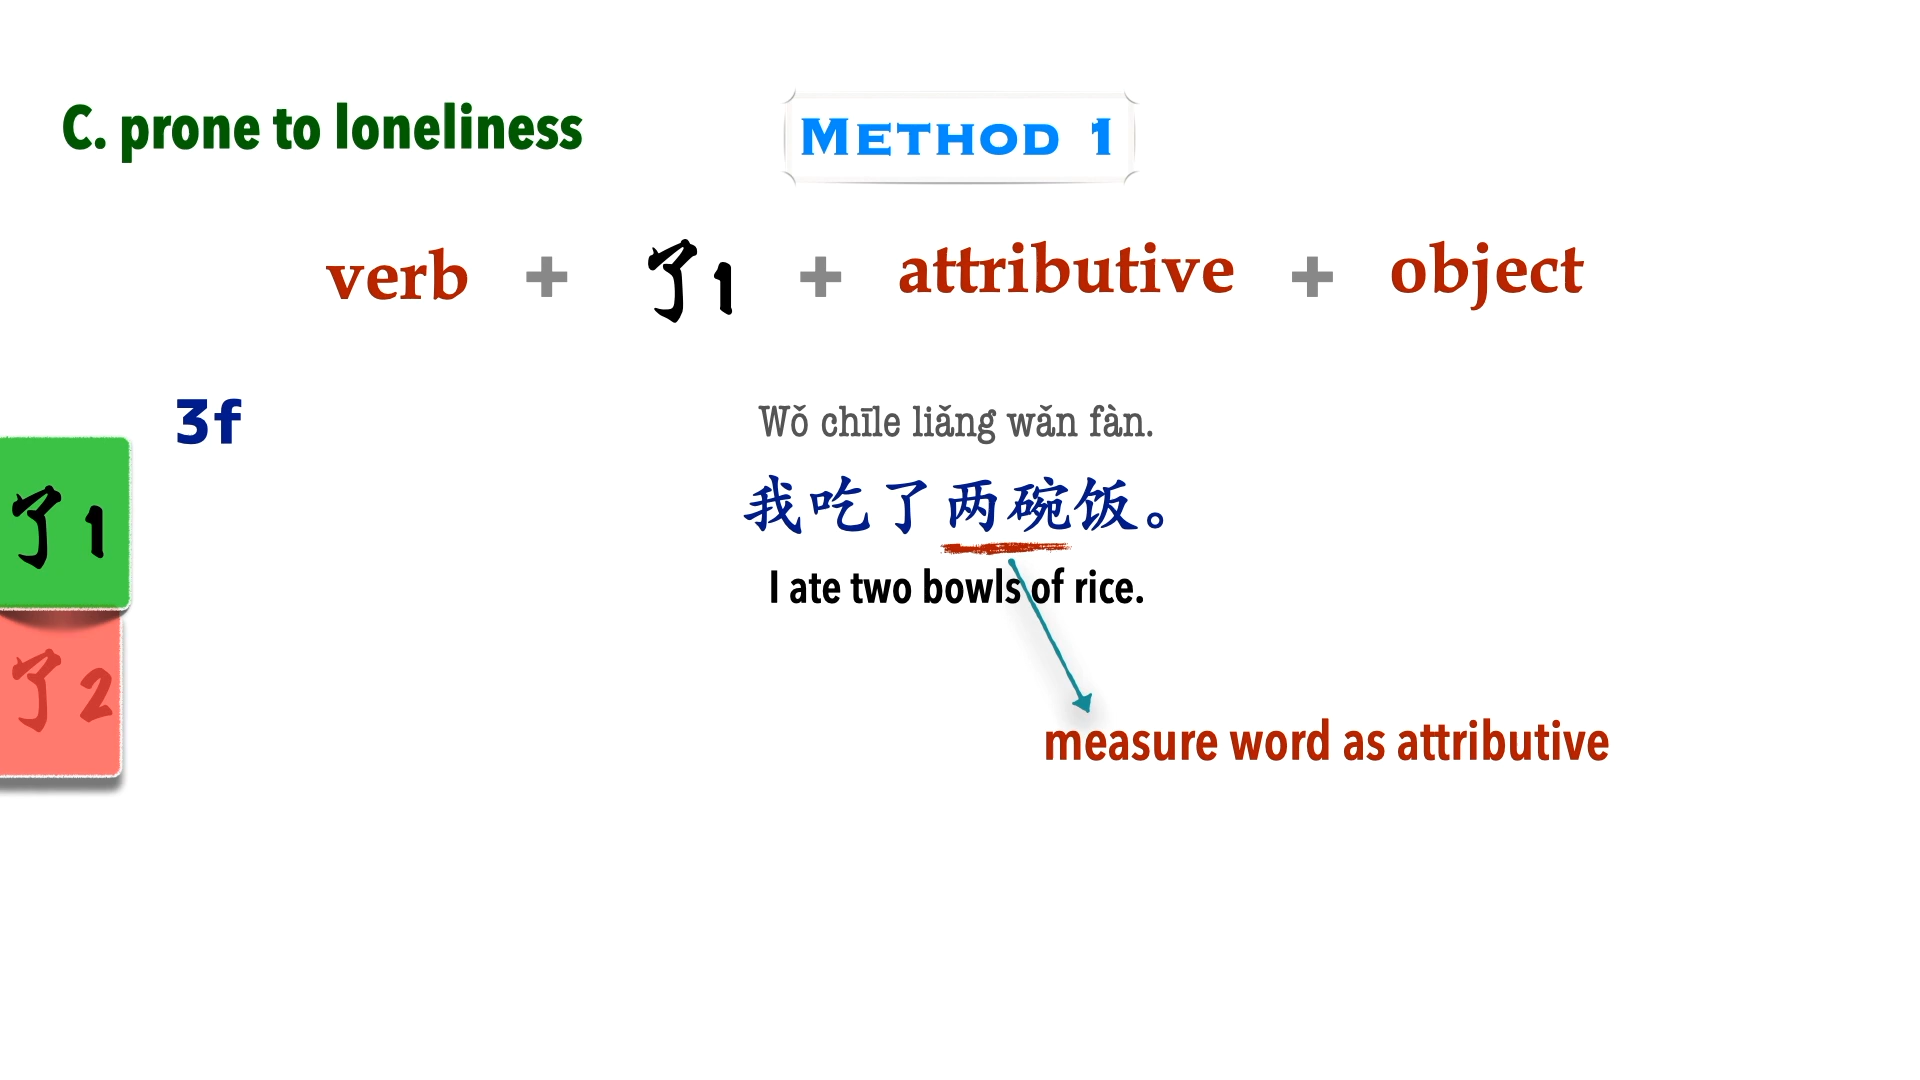 C. prone to loneliness
METHOD 1
verb + 了1 + attributive + object
3f
Wǒ chīle liǎng wǎn fàn.
我吃了两碗饭。
I ate two bowls of rice.
了1
了2
measure word as attributive